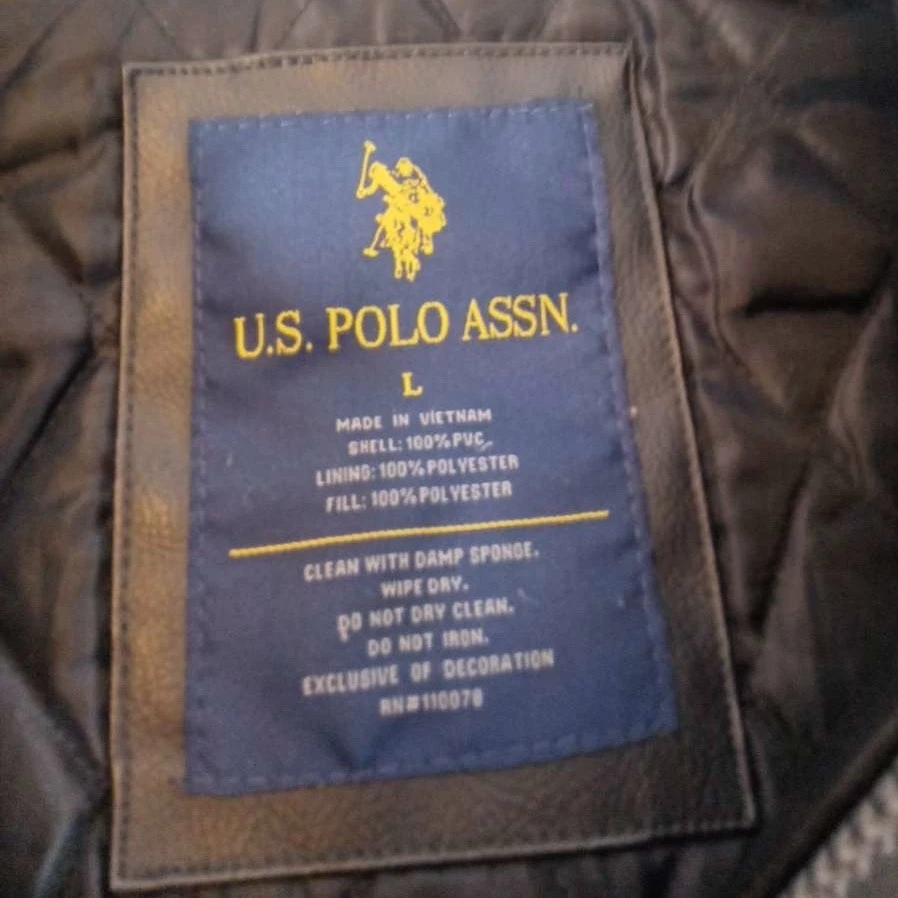 U.S. POLO ASSN.
L
MADE IN VIETNAM
SHELL: 100% PVC
LINING: 100% POLYESTER
FILL: 100% POLYESTER
CLEAN WITH DAMP SPONGE.
WIPE DRY.
DO NOT DRY CLEAN.
DO NOT IRON.
EXCLUSIVE OF DECORATION
RN#110078